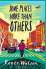 SOME PLACES
MORE THAN
OTHERS
Renée Watson